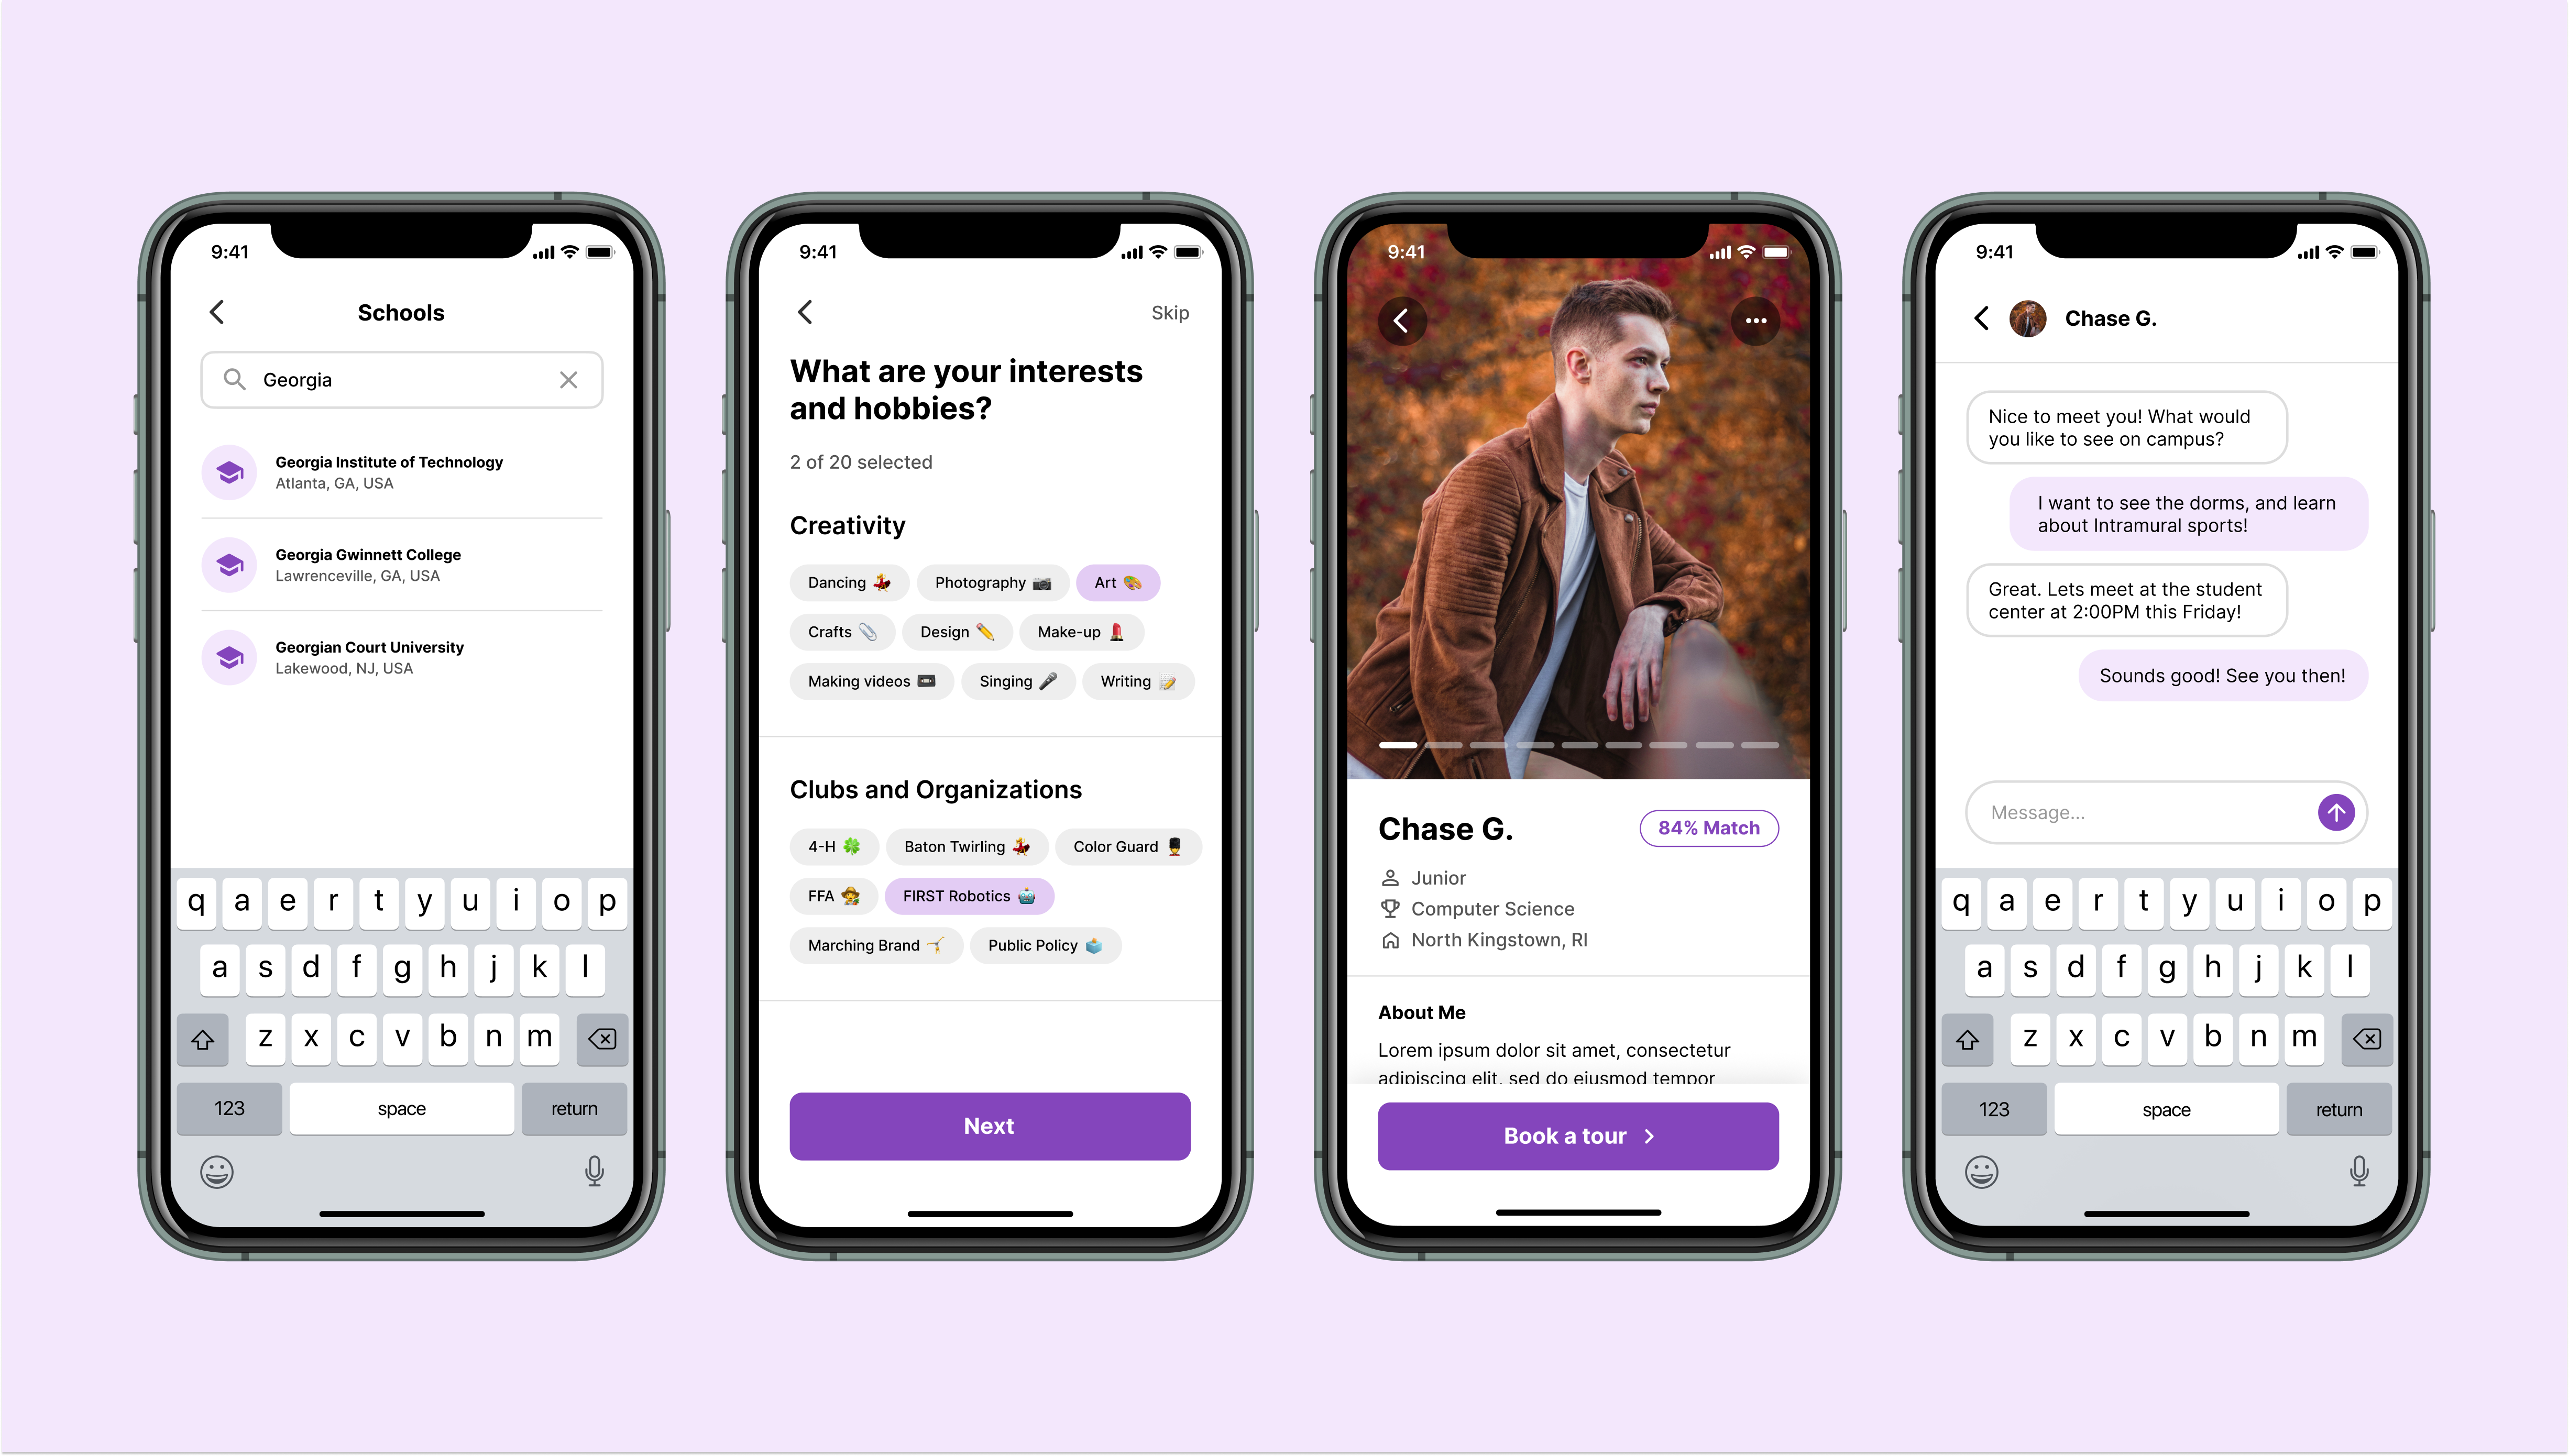 9:41
Schools
Georgia
Georgia Institute of Technology
Atlanta, GA, USA
Georgia Gwinnett College
Lawrenceville, GA, USA
Georgian Court University
Lakewood, NJ, USA
q a e r t y u i o p
a s d f g h j k l
z x c v b n m
123 space return
9:41
Skip
What are your interests
and hobbies?
2 of 20 selected
Creativity
Dancing Photography Art
Crafts Design Make-up
Making videos Singing Writing
Clubs and Organizations
4-H Baton Twirling Color Guard
FFA FIRST Robotics
Marching Brand Public Policy
Next
9:41
Chase G.
84% Match
Junior
Computer Science
North Kingstown, RI
About Me
Lorem ipsum dolor sit amet, consectetur
adipiscing elit, sed do eiusmod tempor
Book a tour
9:41
Chase G.
Nice to meet you! What would
you like to see on campus?
I want to see the dorms, and learn
about Intramural sports!
Great. Lets meet at the student
center at 2:00PM this Friday!
Sounds good! See you then!
Message...
q a e r t y u i o p
a s d f g h j k l
z x c v b n m
123 space return